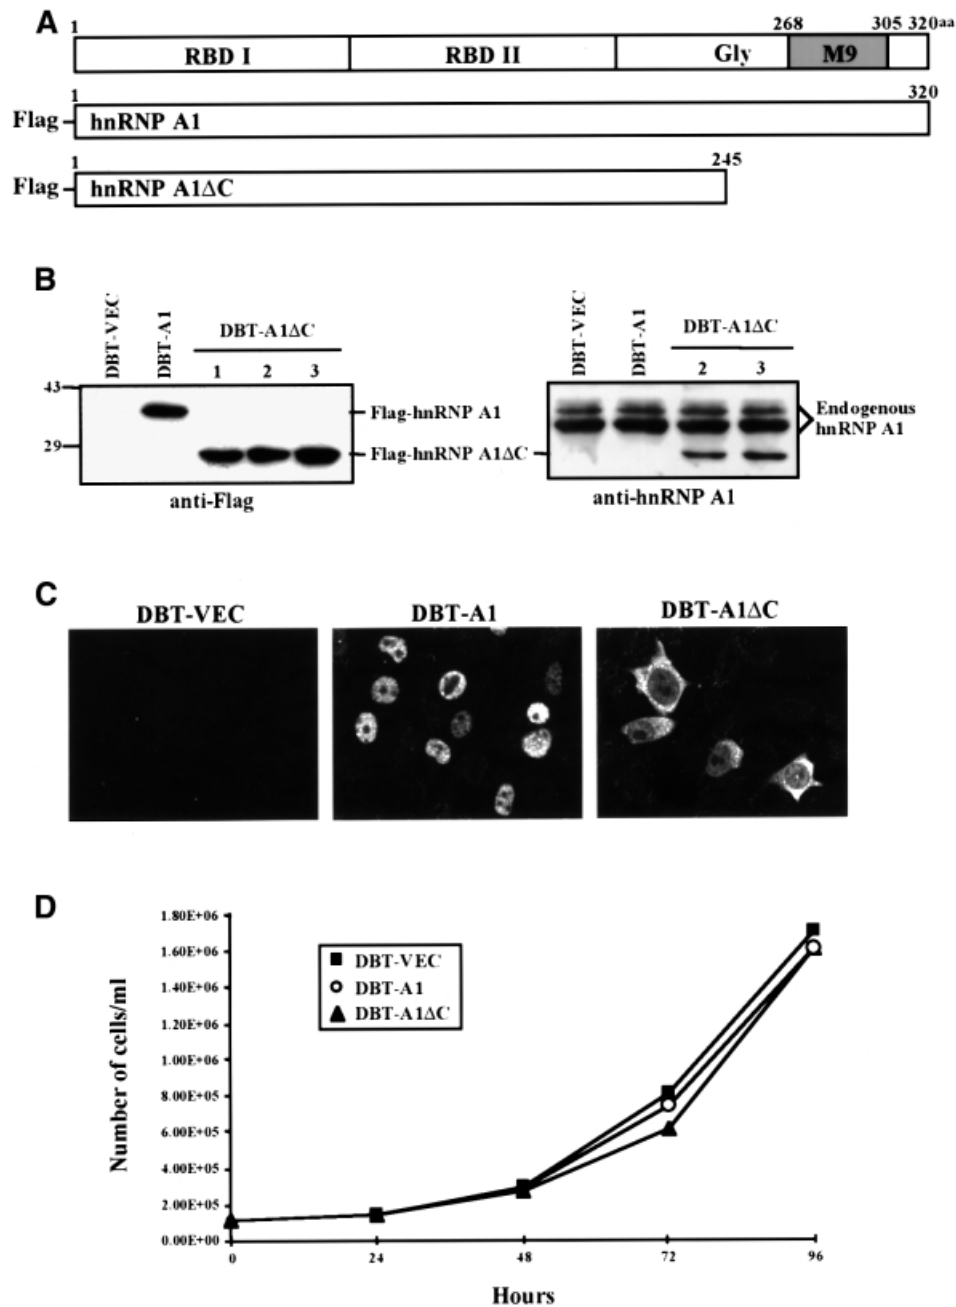 A
1 268 305 320aa
RBD I RBD II Gly M9
1 320
Flag hnRNP A1
1 245
Flag hnRNP A1ΔC
B
DBT-VEC
DBT-A1
DBT-A1ΔC
1 2 3
43
29
Flag-hnRNP A1
Flag-hnRNP A1ΔC
anti-Flag
DBT-VEC
DBT-A1
DBT-A1ΔC
2 3
Endogenous
hnRNP A1
anti-hnRNP A1
C
DBT-VEC DBT-A1 DBT-A1ΔC
D
Number of cells/ml
1.80E+06
1.60E+06
1.40E+06
1.20E+06
1.00E+06
8.00E+05
6.00E+05
4.00E+05
2.00E+05
0.00E+00
DBT-VEC
DBT-A1
DBT-A1ΔC
0 24 48 72 96
Hours